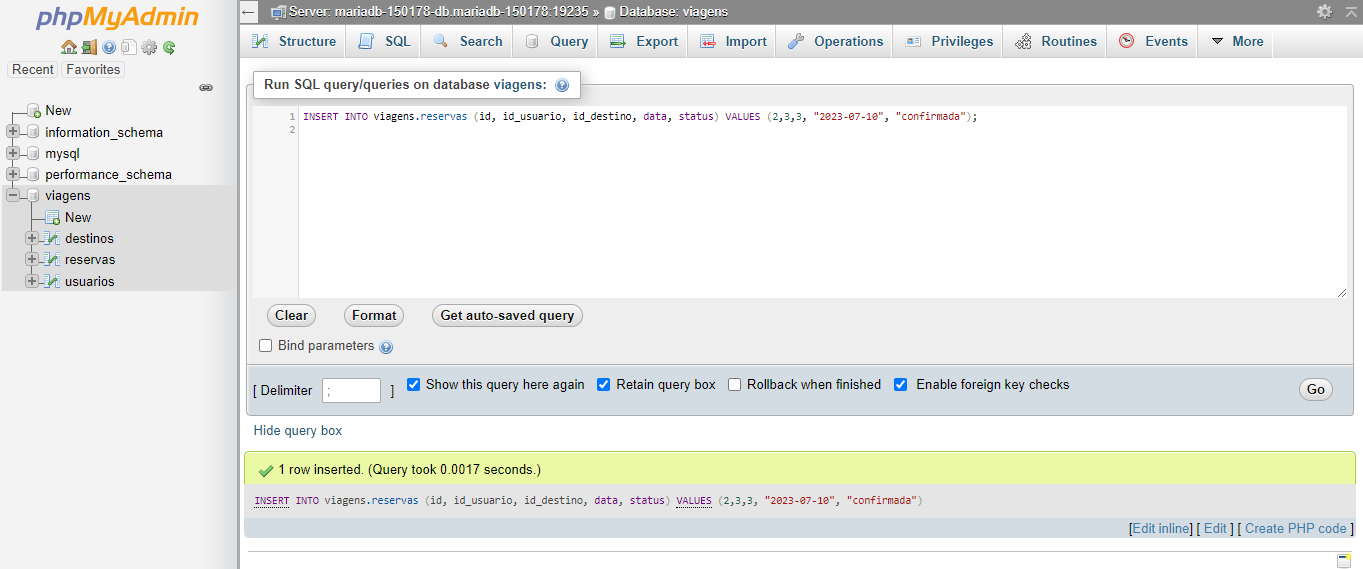 phpMyAdmin
Recent Favorites
New
information_schema
mysql
performance_schema
viagens
New
destinos
reservas
usuarios
Server: mariadb-150178-db.mariadb-150178:19235 » Database: viagens
Structure SQL Search Query Export Import Operations Privileges Routines Events More
Run SQL query/queries on database viagens:
1 INSERT INTO viagens.reservas (id, id_usuario, id_destino, data, status) VALUES (2,3,3, "2023-07-10", "confirmada");
2
Clear Format Get auto-saved query
Bind parameters
[ Delimiter ; ] Show this query here again Retain query box Rollback when finished Enable foreign key checks Go
Hide query box
1 row inserted. (Query took 0.0017 seconds.)
INSERT INTO viagens.reservas (id, id_usuario, id_destino, data, status) VALUES (2,3,3, "2023-07-10", "confirmada")
[Edit inline] [ Edit ] [ Create PHP code ]